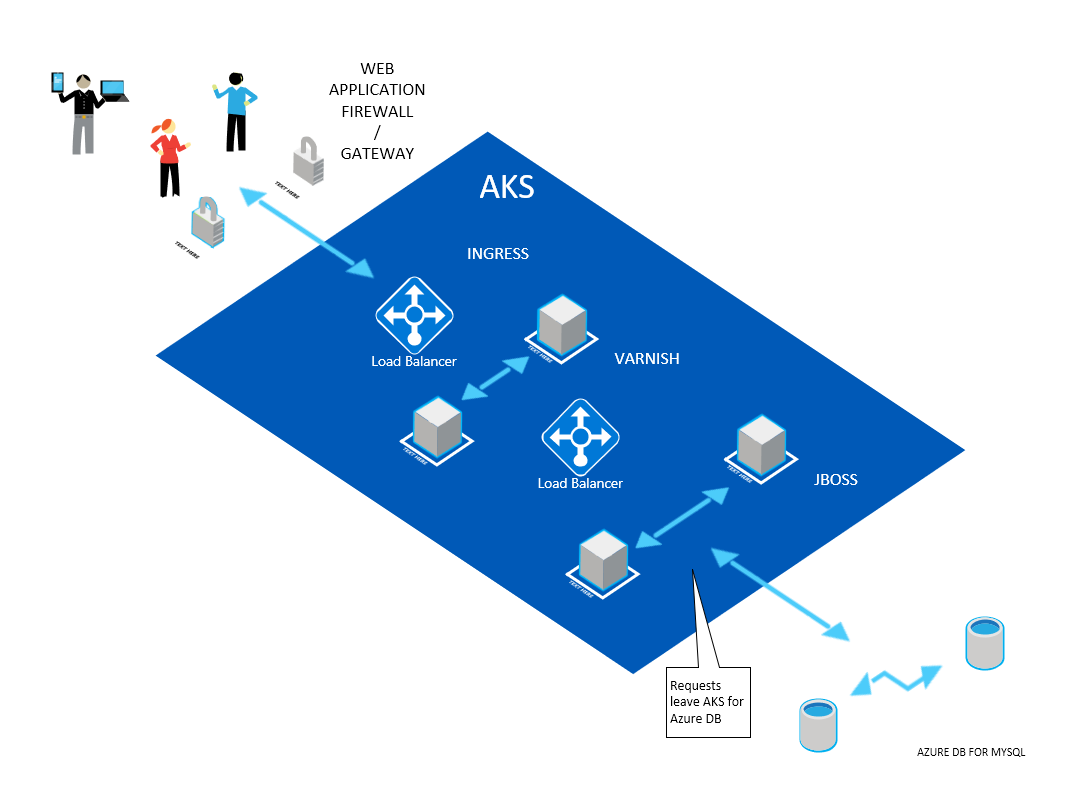 WEB
APPLICATION
FIREWALL
/
GATEWAY
TEXT HERE
TEXT HERE
AKS
INGRESS
Load Balancer
TEXT HERE
VARNISH
TEXT HERE
Load Balancer
TEXT HERE
JBOSS
TEXT HERE
Requests
leave AKS for
Azure DB
AZURE DB FOR MYSQL